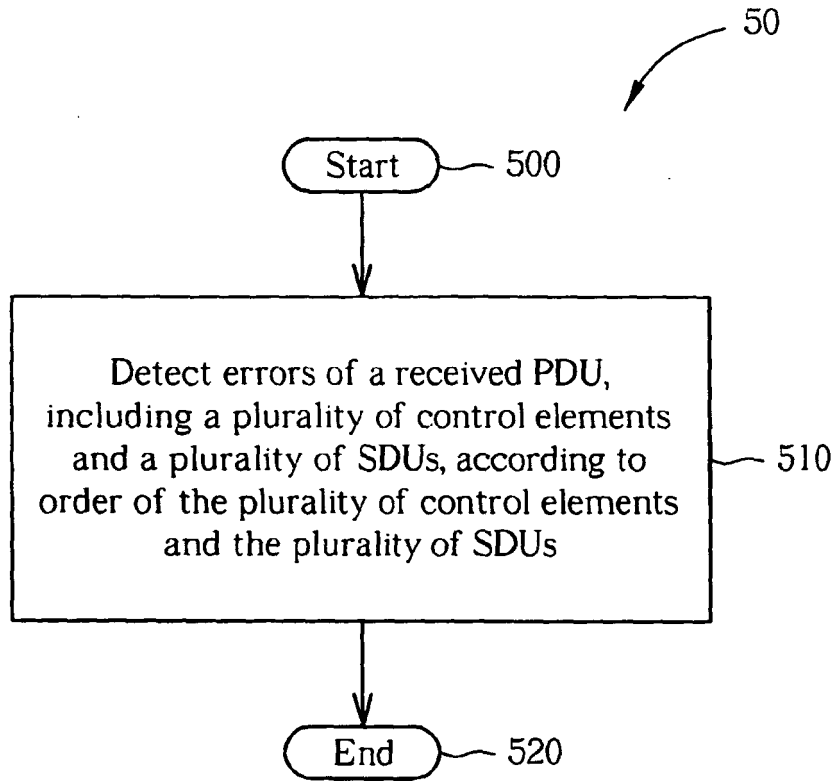 50
Start
500
Detect errors of a received PDU,
including a plurality of control elements
and a plurality of SDUs, according to
order of the plurality of control elements
and the plurality of SDUs
510
End
520